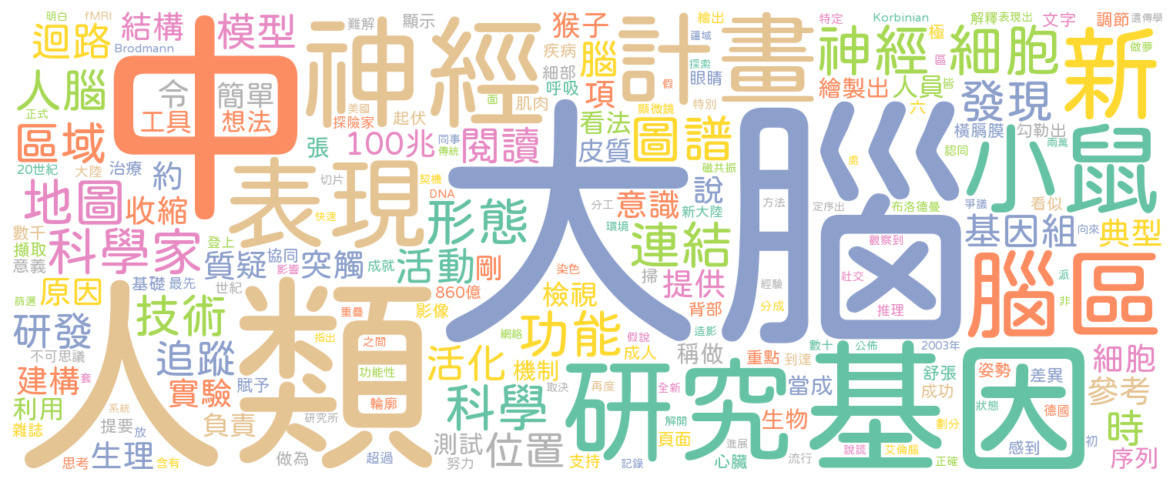 明白 fMRI
難解
顯示
猴子
繪出
疆域
特定
Korbinian
極
解釋 表現出
文字
調節
遺傳學
迴路
結構
模型
Brodmann
中
神經
疾病
腦
計畫
探索
區
神經
細胞
做夢
新
人腦
令
簡單
細部
呼吸
眼睛
假
繪製出
人員
皆
發現
正式
工具
想法
美國
面
肌肉
項
顯微鏡
特別
六
探險家
起伏
區域
張
100兆
同事
傳統
閱讀
看法
皮質
圖譜
橫膈膜
勾勒出
兩萬
20世紀
大陸
治療
約
表現
大腦
磁共振
處
認同
小鼠
地圖
收縮
切片
契機
DNA
形態
分工
意識
說
新大陸
方法
定序出
布洛德曼
爭議
看似
數千
擷取
快速
環境
連結
基因組
向來
典型
科學家
意義
登上
質疑
協同
影響
突觸
成就
活動
剛
觀察到
腦區
派
非
原因
基礎
最先
世紀
860億
染色
掃
提供
經驗
社交
篩選
人類
重疊
影像
檢視
背部
分成
推理
研發
技術
指出
之間
網絡
假說
造影
不可思議
追蹤
功能
成人
稱做
重點
到達
數十
公佈
2003年
建構
套
實驗
賦予
功能性
活化
機制
研究
當成
基因
舒張
成功
姿勢
差異
細胞
參考
利用
系統
負責
輪廓
取決
再度
全新
狀態
德國
雜誌
提要
研究所
科學
解開
生物
劃分
時
思考
放
生理
含有
做為
超過
測試
努力
位置
進展
頁面
支持
記錄
心臟
流行
說謊
艾倫腦
正確
感到
初
序列